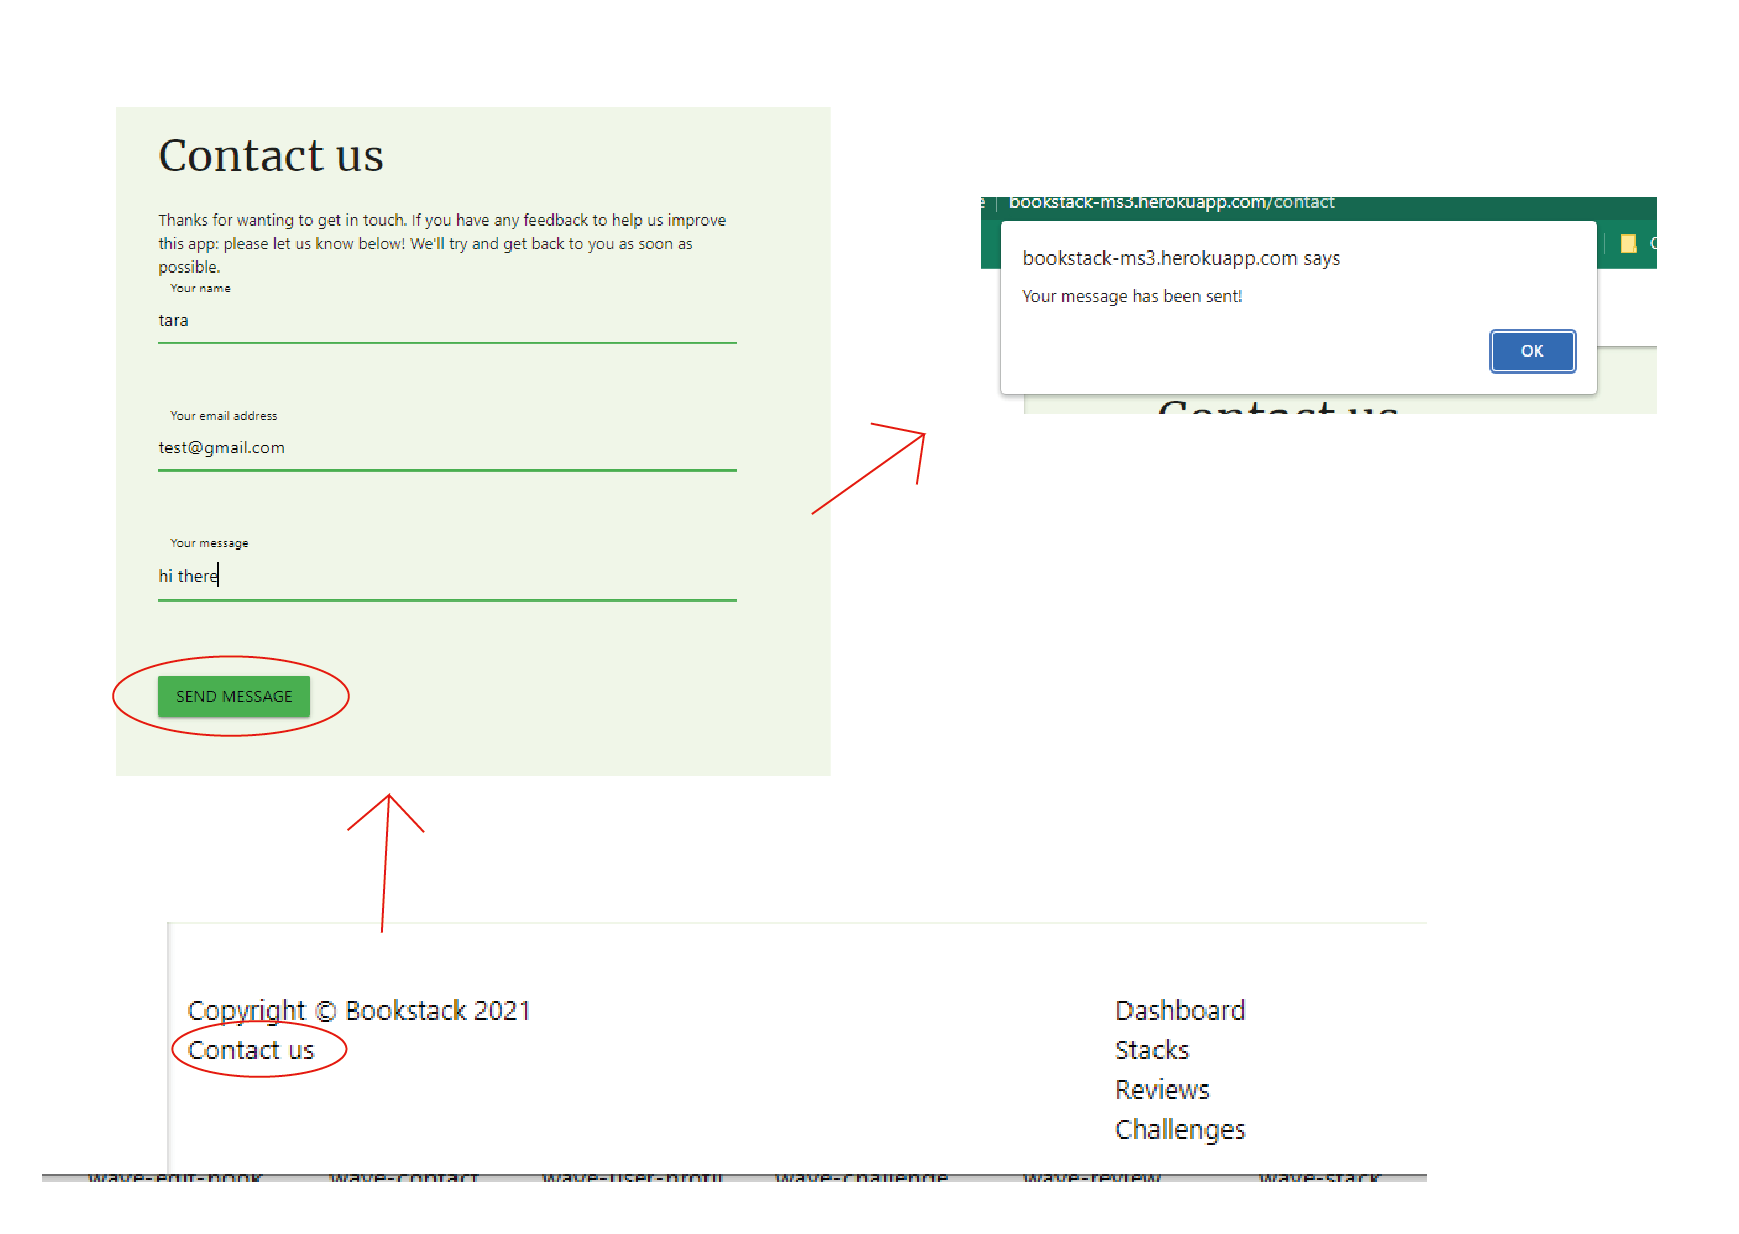 Contact us
Thanks for wanting to get in touch. If you have any feedback to help us improve
this app: please let us know below! We'll try and get back to you as soon as
possible.
Your name
tara
Your email address
test@gmail.com
Your message
hi there
SEND MESSAGE
bookstack-ms3.herokuapp.com/contact
bookstack-ms3.herokuapp.com says
Your message has been sent!
OK
Contact us
Copyright © Bookstack 2021
Contact us
Dashboard
Stacks
Reviews
Challenges
wave-edit-book wave-contact wave-user-profil wave-challenge wave-review wave-stack